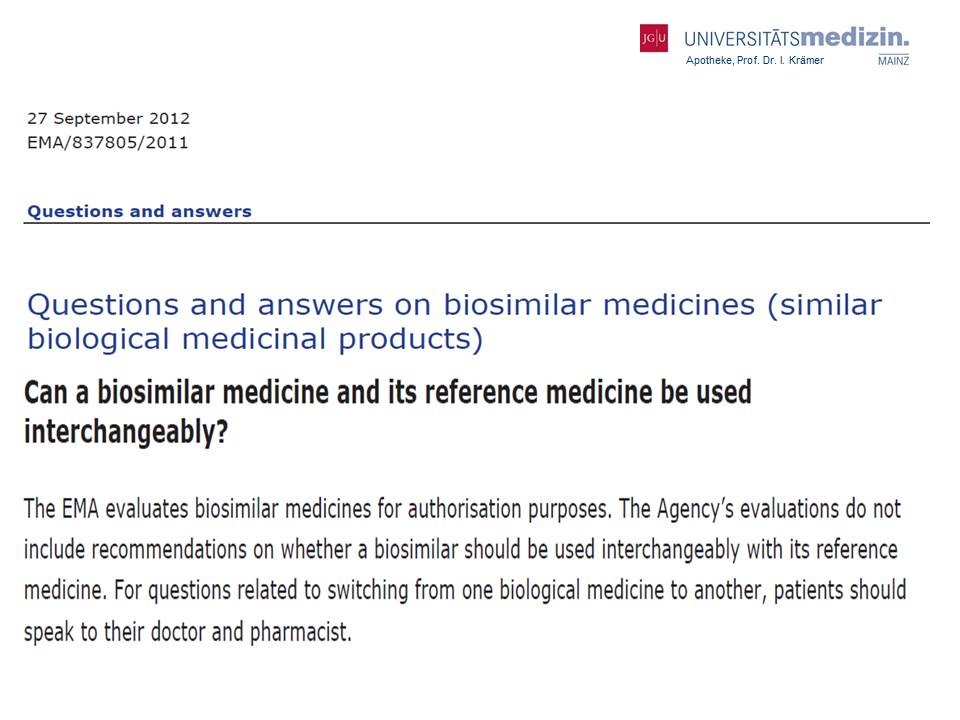 JG|U UNIVERSITÄTSmedizin.
Apotheke, Prof. Dr. I. Krämer MAINZ
27 September 2012
EMA/837805/2011
Questions and answers
Questions and answers on biosimilar medicines (similar
biological medicinal products)
Can a biosimilar medicine and its reference medicine be used
interchangeably?
The EMA evaluates biosimilar medicines for authorisation purposes. The Agency’s evaluations do not
include recommendations on whether a biosimilar should be used interchangeably with its reference
medicine. For questions related to switching from one biological medicine to another, patients should
speak to their doctor and pharmacist.